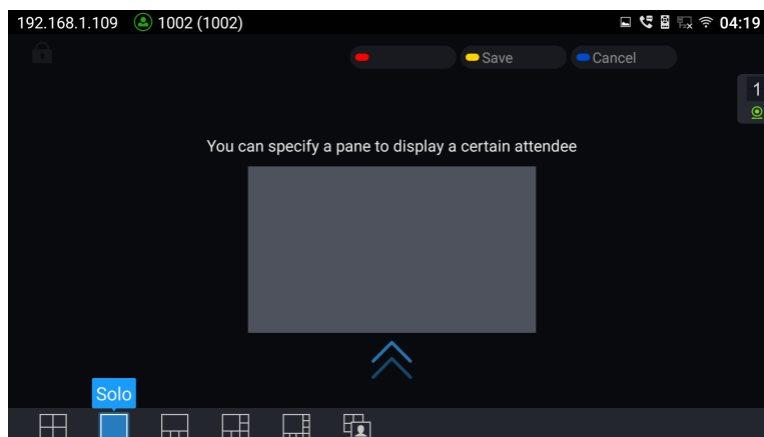 192.168.1.109 1002 (1002) 04:19
Save Cancel
1
You can specify a pane to display a certain attendee
Solo